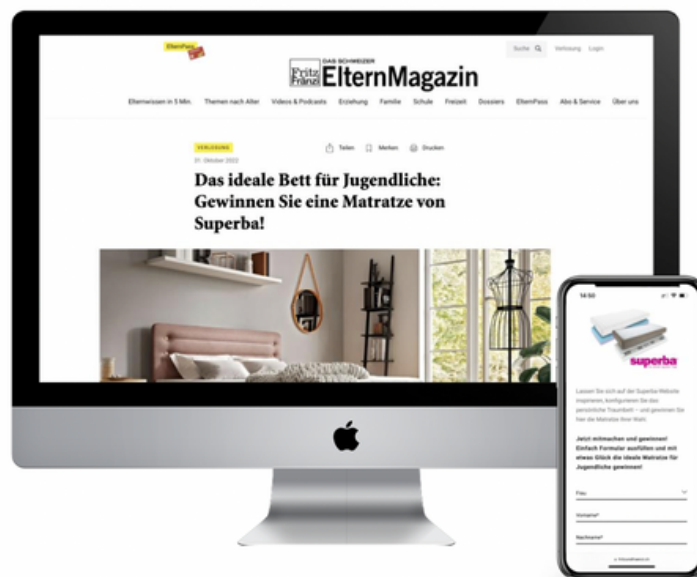 ElternPass
Suche
Verlosung
Login
DAS SCHWEIZER
Fritz+
Fränzi
ElternMagazin
Elternwissen in 5 Min.
Themen nach Alter
Videos & Podcasts
Erziehung
Familie
Schule
Freizeit
Dossiers
ElternPass
Abo & Service
Über uns
VERLOSUNG
Teilen
Merken
Drucken
31. Oktober 2022
Das ideale Bett für Jugendliche:
Gewinnen Sie eine Matratze von
Superba!
14:50
superba
Lassen Sie sich auf der Superba-Website
inspirieren, konfigurieren Sie das
persönliche Traumbett – und gewinnen Sie
hier die Matratze Ihrer Wahl!
Jetzt mitmachen und gewinnen!
Einfach Formular ausfüllen und mit
etwas Glück die ideale Matratze für
Jugendliche gewinnen!
Frau
Vorname*
Nachname*